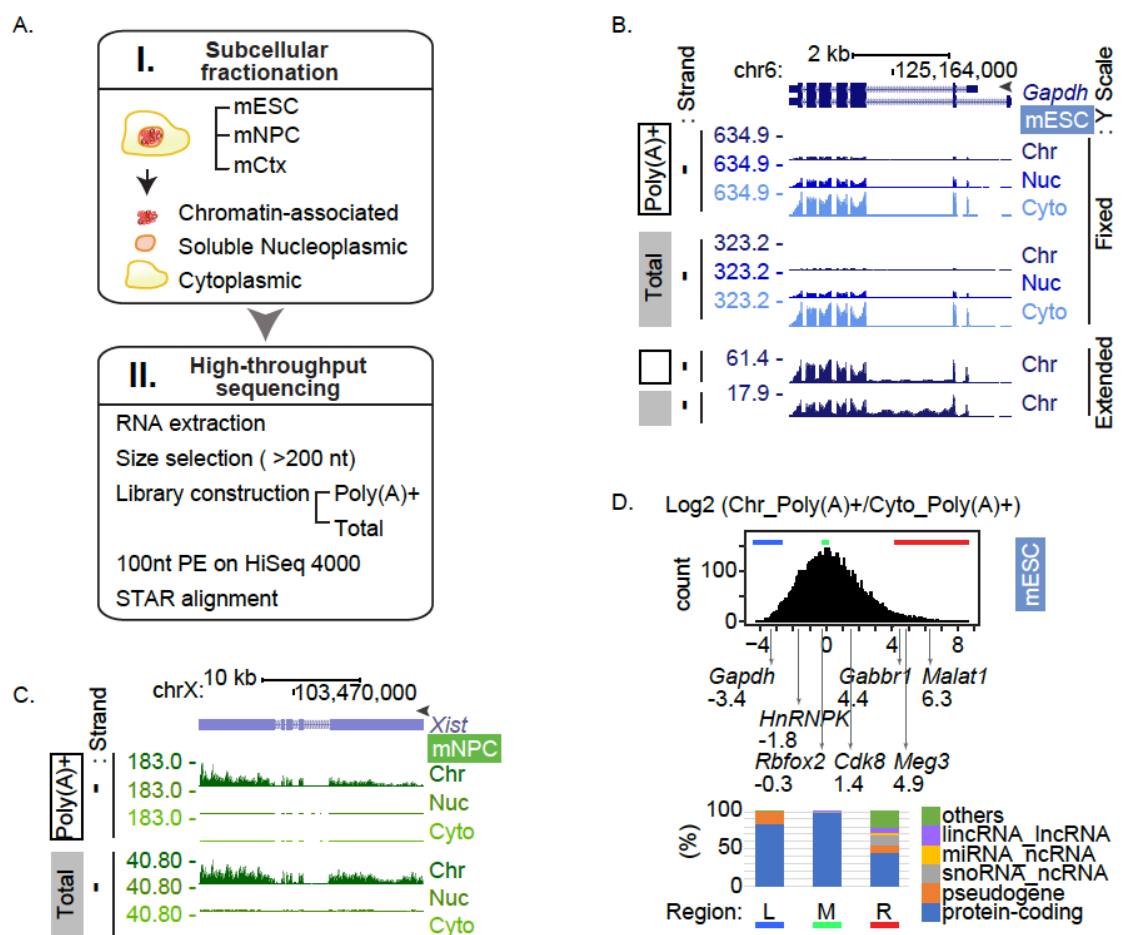 A.
I. Subcellular
fractionation
mESC
mNPC
mCtx
Chromatin-associated
Soluble Nucleoplasmic
Cytoplasmic
II. High-throughput
sequencing
RNA extraction
Size selection ( >200 nt)
Library construction
Poly(A)+
Total
100nt PE on HiSeq 4000
STAR alignment
B.
2 kb
chr6:
125,164,000
: Strand
Gapdh
mESC
: Y Scale
Poly(A)+
-
634.9 -
634.9 -
634.9 -
Chr
Nuc
Cyto
Fixed
Total
-
323.2 -
323.2 -
323.2 -
Chr
Nuc
Cyto
-
61.4 -
Chr
-
17.9 -
Chr
Extended
C.
10 kb
chrX:
103,470,000
: Strand
Xist
mNPC
Poly(A)+
-
183.0 -
183.0 -
183.0 -
Chr
Nuc
Cyto
Total
-
40.80 -
40.80 -
40.80 -
Chr
Nuc
Cyto
D.
Log2 (Chr_Poly(A)+/Cyto_Poly(A)+)
mESC
count
100
0
−4 0 4 8
Gapdh
-3.4
Gabbr1
4.4
Malat1
6.3
HnRNPK
-1.8
Rbfox2
-0.3
Cdk8
1.4
Meg3
4.9
(%)
100
50
0
others
lincRNA_lncRNA
miRNA_ncRNA
snoRNA_ncRNA
pseudogene
protein-coding
Region: L M R